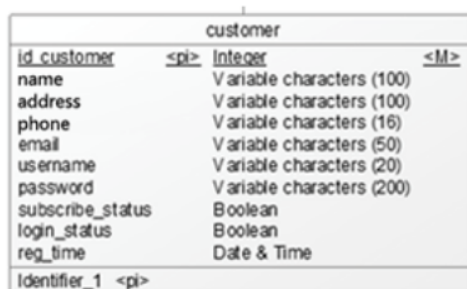 customer
id_customer <pi> Integer <M>
name Variable characters (100)
address Variable characters (100)
phone Variable characters (16)
email Variable characters (50)
username Variable characters (20)
password Variable characters (200)
subscribe_status Boolean
login_status Boolean
reg_time Date & Time
Identifier_1 <pi>